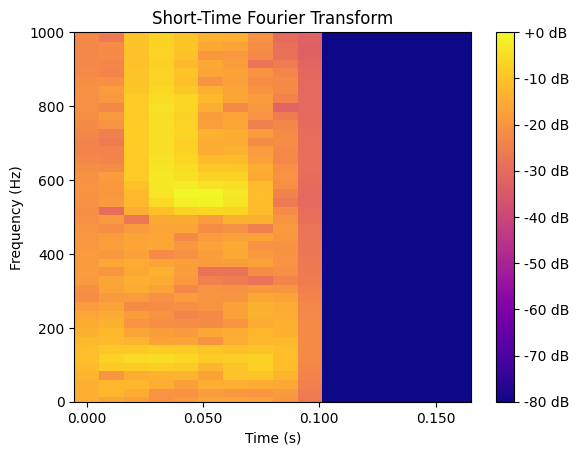 Short-Time Fourier Transform
1000
800
600
400
200
0
Frequency (Hz)
0.000
0.050
0.100
0.150
Time (s)
+0 dB
-10 dB
-20 dB
-30 dB
-40 dB
-50 dB
-60 dB
-70 dB
-80 dB